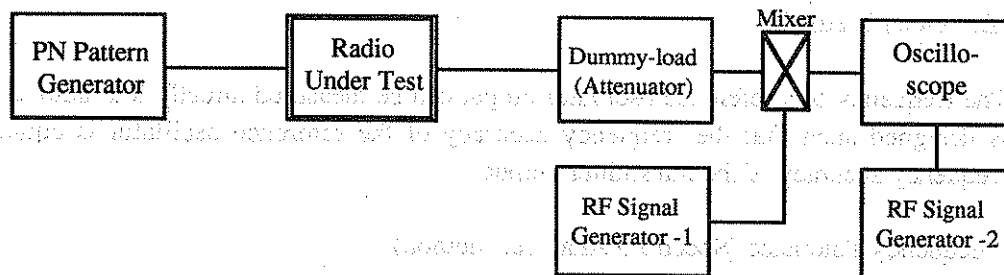 Mixer
PN Pattern
Generator
Radio
Under Test
Dummy-load
(Attenuator)
Oscillo-
scope
RF Signal
Generator -1
RF Signal
Generator -2